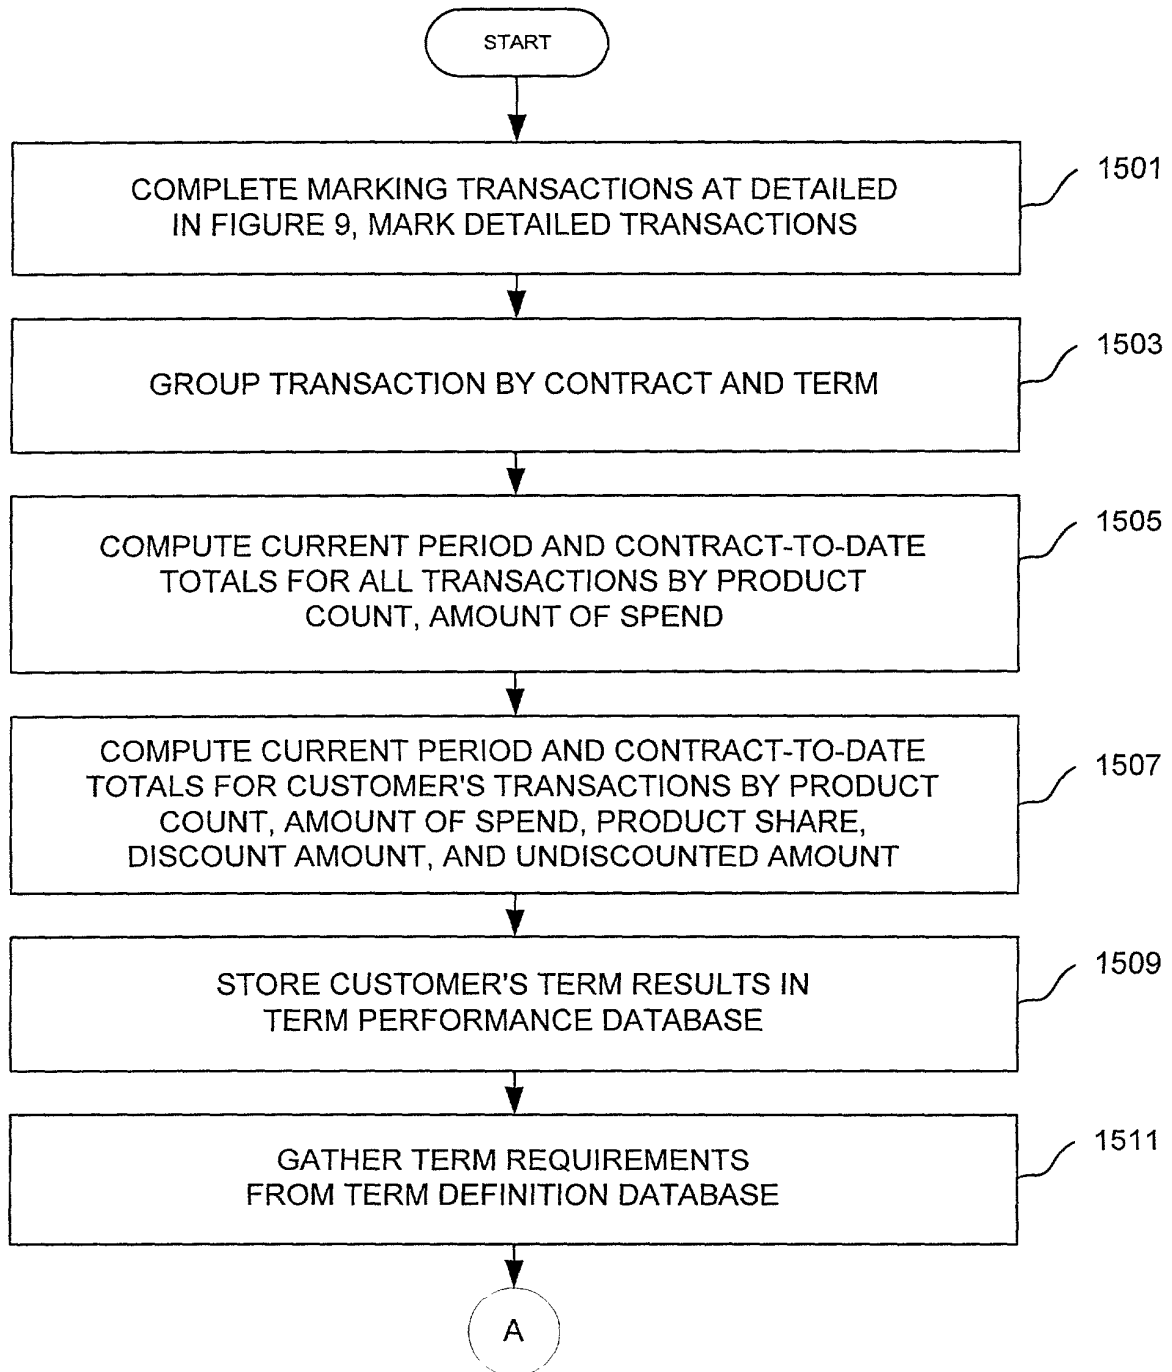 START
COMPLETE MARKING TRANSACTIONS AT DETAILED
IN FIGURE 9, MARK DETAILED TRANSACTIONS
1501
GROUP TRANSACTION BY CONTRACT AND TERM
1503
COMPUTE CURRENT PERIOD AND CONTRACT-TO-DATE
TOTALS FOR ALL TRANSACTIONS BY PRODUCT
COUNT, AMOUNT OF SPEND
1505
COMPUTE CURRENT PERIOD AND CONTRACT-TO-DATE
TOTALS FOR CUSTOMER'S TRANSACTIONS BY PRODUCT
COUNT, AMOUNT OF SPEND, PRODUCT SHARE,
DISCOUNT AMOUNT, AND UNDISCOUNTED AMOUNT
1507
STORE CUSTOMER'S TERM RESULTS IN
TERM PERFORMANCE DATABASE
1509
GATHER TERM REQUIREMENTS
FROM TERM DEFINITION DATABASE
1511
A